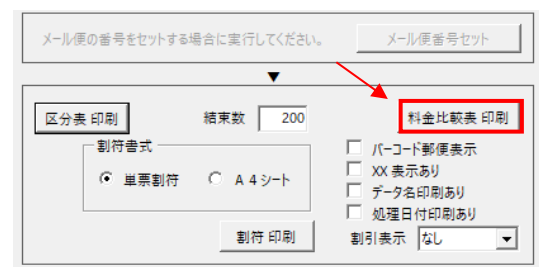 メール便の番号をセットする場合に実行してください。 メール便番号セット
▼
区分表 印刷 結束数 200 料金比較表 印刷
割符書式
バーコード郵便表示
単票割符 A４シート
XX 表示あり
データ名印刷あり
処理日付印刷あり
割符 印刷 割引表示 なし